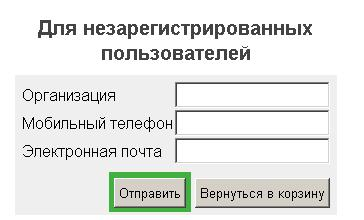 Для незарегистрированных
пользователей
Организация
Мобильный телефон
Электронная почта
Отправить Вернуться в корзину